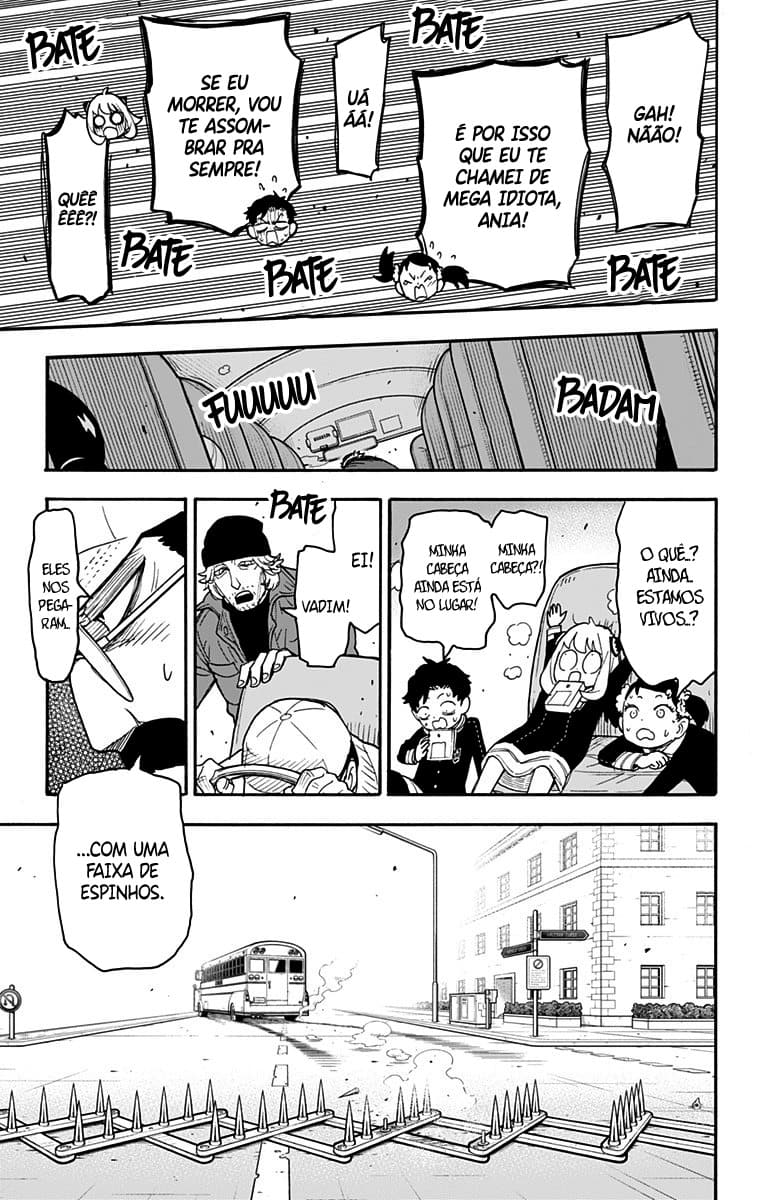 BATE
GAH!
NÃÃO!
BATE
É POR ISSO
QUE EU TE
CHAMEI DE
MEGA IDIOTA,
ANIA!
UÁ
ÁÁ!
SE EU
MORRER, VOU
TE ASSOM-
BRAR PRA
SEMPRE!
BATE
QUÊÊ
ÊÊÊ?!
BATE
BATE
BATE
BADAM
FUUUUU
O QUÊ..?
AINDA..
ESTAMOS
VIVOS..?
MINHA
CABEÇA?!
MINHA
CABEÇA
AINDA ESTÁ
NO LUGAR!
BATE
EI!
VADIM!
ELES
NOS
PEGA-
RAM...
...COM UMA
FAIXA DE
ESPINHOS.